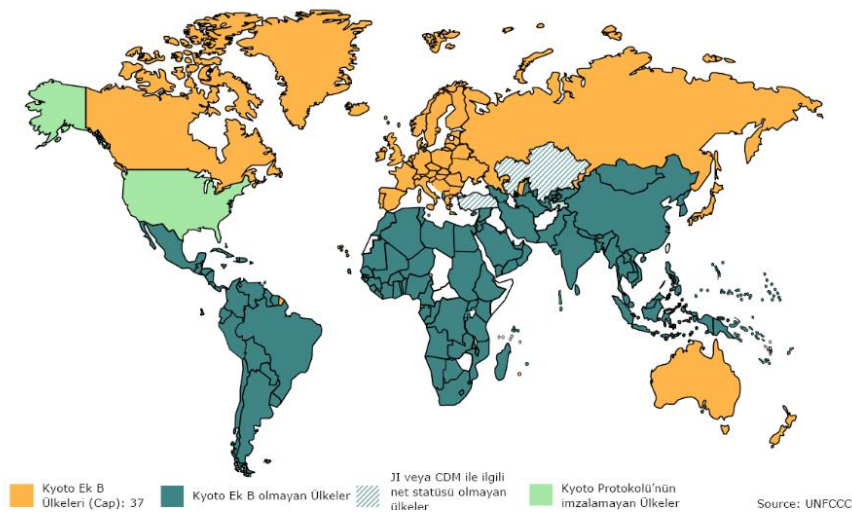 Kyoto Ek B
Ülkeleri (Cap): 37
Kyoto Ek B olmayan Ülkeler
JI veya CDM ile ilgili
net statüsü olmayan
ülkeler
Kyoto Protokolü’nün
imzalamayan Ülkeler
Source: UNFCCC